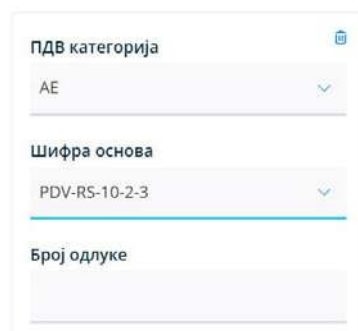 ПДВ категорија
AE
Шифра основа
PDV-RS-10-2-3
Број одлуке